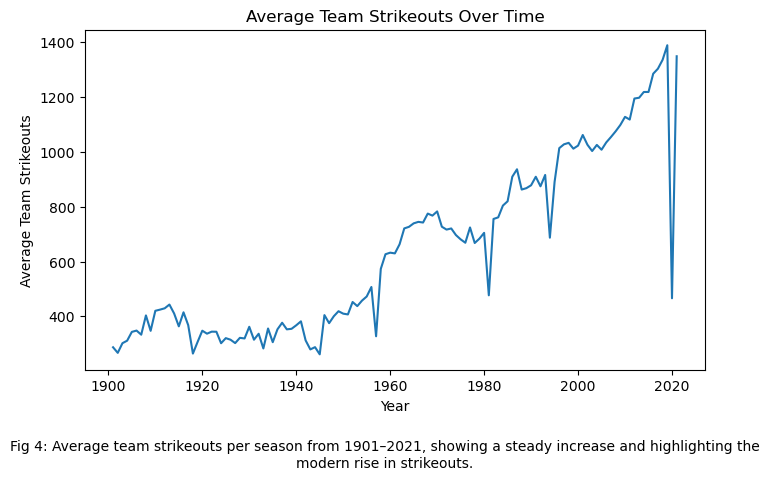 Average Team Strikeouts Over Time
1400
1200
1000
800
600
400
Average Team Strikeouts
1900 1920 1940 1960 1980 2000 2020
Year
Fig 4: Average team strikeouts per season from 1901–2021, showing a steady increase and highlighting the
modern rise in strikeouts.